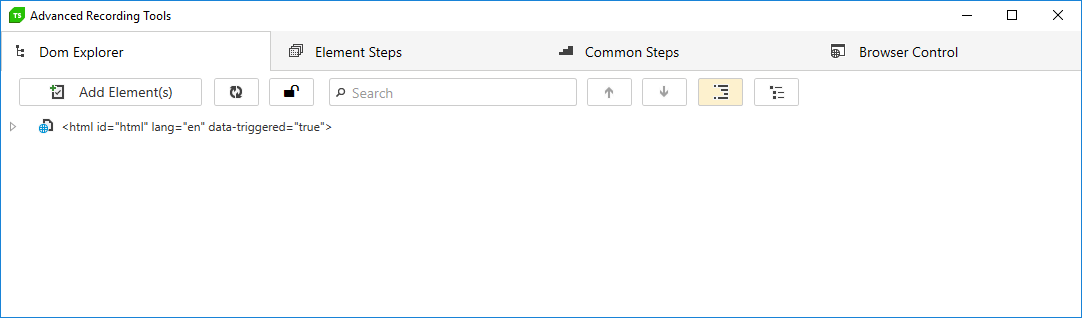 TS Advanced Recording Tools
Dom Explorer Element Steps Common Steps Browser Control
Add Element(s) Search
<html id="html" lang="en" data-triggered="true">